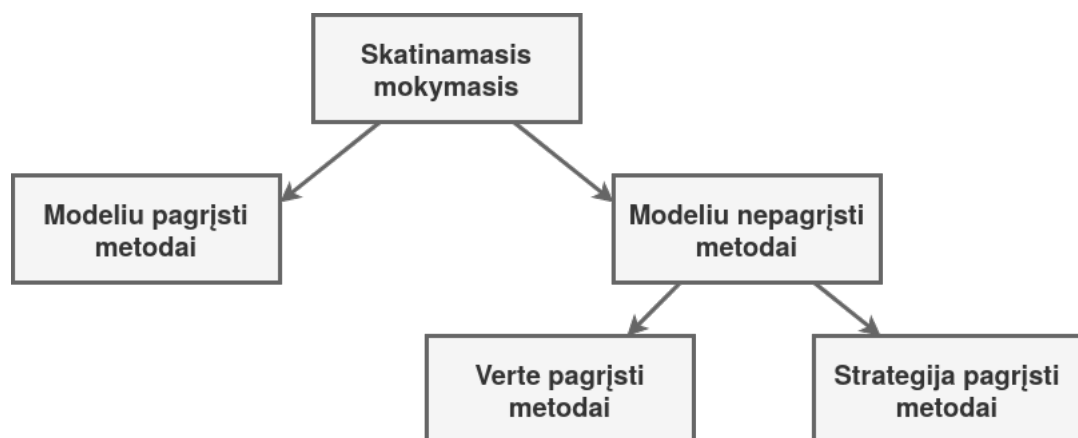 Skatinamasis
mokymasis
Modeliu pagrįsti
metodai
Modeliu nepagrįsti
metodai
Verte pagrįsti
metodai
Strategija pagrįsti
metodai